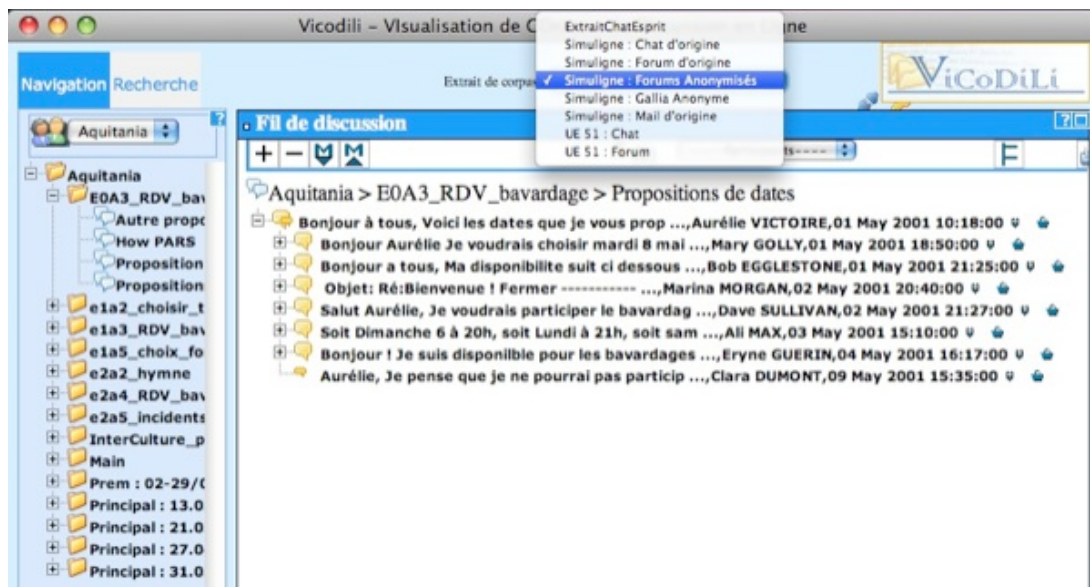 Vicodili – VIsualisation de C
ne
ExtraitChatEsprit
Simuligne : Chat d'origine
Simuligne : Forum d'origine
✓ Simuligne : Forums Anonymisés
Simuligne : Gallia Anonyme
Simuligne : Mail d'origine
UE S1 : Chat
UE S1 : Forum
Navigation Recherche
Extrait de corpus
ViCoDiLi
Aquitania
Fil de discussion
Aquitania
E0A3_RDV_bav
Autre propo
How PARS
Proposition
Proposition
e1a2_choisir_t
e1a3_RDV_bav
e1a5_choix_fo
e2a2_hymne
e2a4_RDV_bav
e2a5_incidents
InterCulture_p
Main
Prem : 02-29/0
Principal : 13.0
Principal : 21.0
Principal : 27.0
Principal : 31.0
ts----
Aquitania > E0A3_RDV_bavardage > Propositions de dates
Bonjour à tous, Voici les dates que je vous prop ...,Aurélie VICTOIRE,01 May 2001 10:18:00
Bonjour Aurélie Je voudrais choisir mardi 8 mai ...,Mary GOLLY,01 May 2001 18:50:00
Bonjour a tous, Ma disponibilite suit ci dessous ...,Bob EGGLESTONE,01 May 2001 21:25:00
Objet: Ré:Bienvenue ! Fermer ----------- ...,Marina MORGAN,02 May 2001 20:40:00
Salut Aurélie, Je voudrais participer le bavardag ...,Dave SULLIVAN,02 May 2001 21:27:00
Soit Dimanche 6 à 20h, soit Lundi à 21h, soit sam ...,Ali MAX,03 May 2001 15:10:00
Bonjour ! Je suis disponilble pour les bavardages ...,Eryne GUERIN,04 May 2001 16:17:00
Aurélie, Je pense que je ne pourrai pas particip ...,Clara DUMONT,09 May 2001 15:35:00